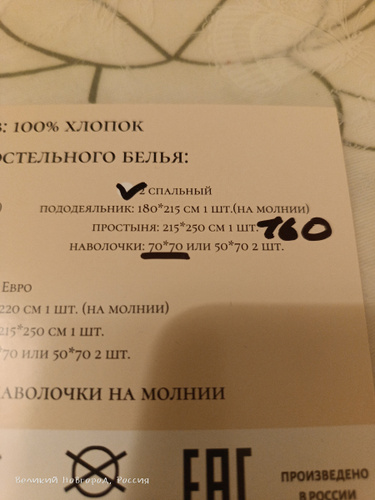 : 100% ХЛОПОК
ОСТЕЛЬНОГО БЕЛЬЯ:
2 СПАЛЬНЫЙ
ПОДОДЕЯЛЬНИК: 180*215 СМ 1 ШТ.(НА МОЛНИИ)
ПРОСТЫНЯ: 215*250 СМ 1 ШТ. 160
НАВОЛОЧКИ: 70*70 ИЛИ 50*70 2 ШТ.
ЕВРО
220 СМ 1 ШТ. (НА МОЛНИИ)
215*250 СМ 1 ШТ.
*70 ИЛИ 50*70 2 ШТ.
НАВОЛОЧКИ НА МОЛНИИ
EAC
ПРОИЗВЕДЕНО
В РОССИИ
Великий Новгород, Россия